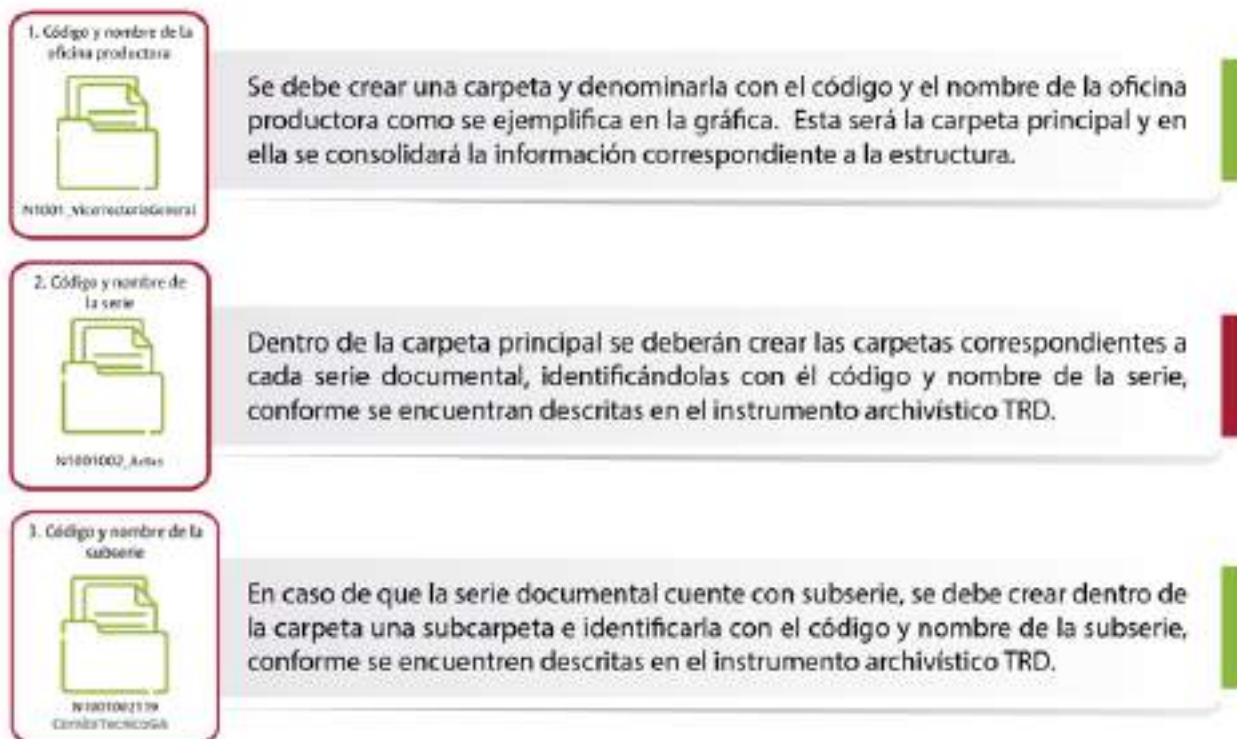 1. Código y nombre de la
oficina productora
N1001_VicerrectoríaGeneral
Se debe crear una carpeta y denominarla con el código y el nombre de la oficina
productora como se ejemplifica en la gráfica. Esta será la carpeta principal y en
ella se consolidará la información correspondiente a la estructura.
2. Código y nombre de
la serie
N1001002_Actas
Dentro de la carpeta principal se deberán crear las carpetas correspondientes a
cada serie documental, identificándolas con él código y nombre de la serie,
conforme se encuentran descritas en el instrumento archivístico TRD.
3. Código y nombre de la
subserie
En caso de que la serie documental cuente con subserie, se debe crear dentro de
la carpeta una subcarpeta e identificarla con el código y nombre de la subserie,
conforme se encuentren descritas en el instrumento archivístico TRD.